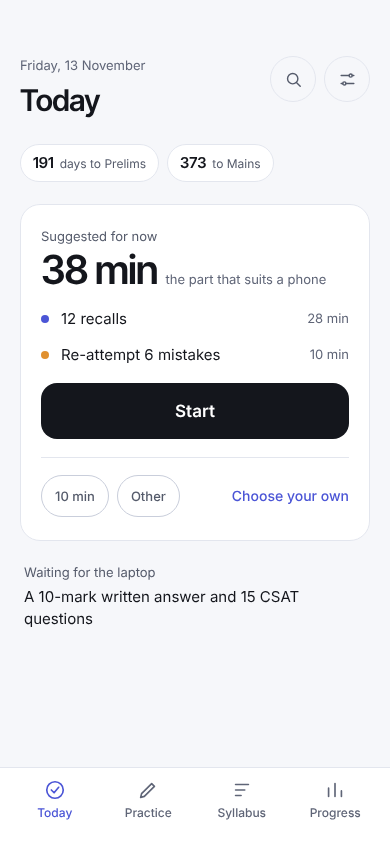 Friday, 13 November
Today
191 days to Prelims
373 to Mains
Suggested for now
38 min the part that suits a phone
12 recalls 28 min
Re-attempt 6 mistakes 10 min
Start
10 min Other Choose your own
Waiting for the laptop
A 10-mark written answer and 15 CSAT
questions
Today Practice Syllabus Progress